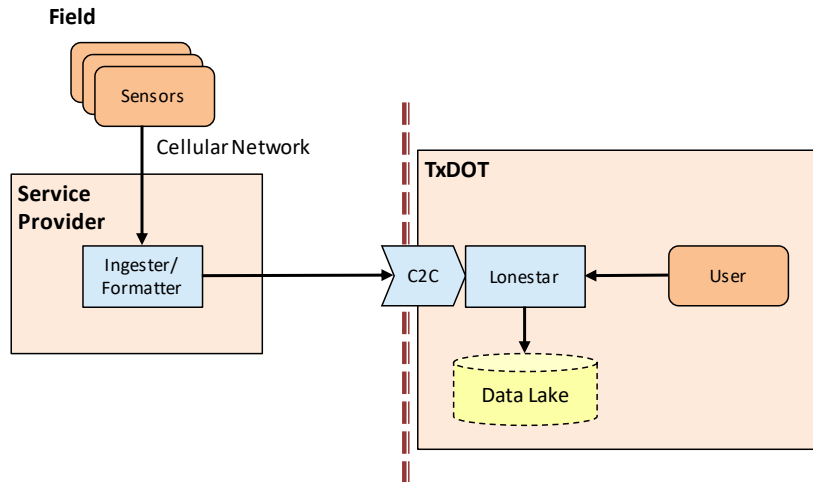 Field
Sensors
Cellular Network
Service
Provider
Ingester/
Formatter
TxDOT
C2C
Lonestar
User
Data Lake